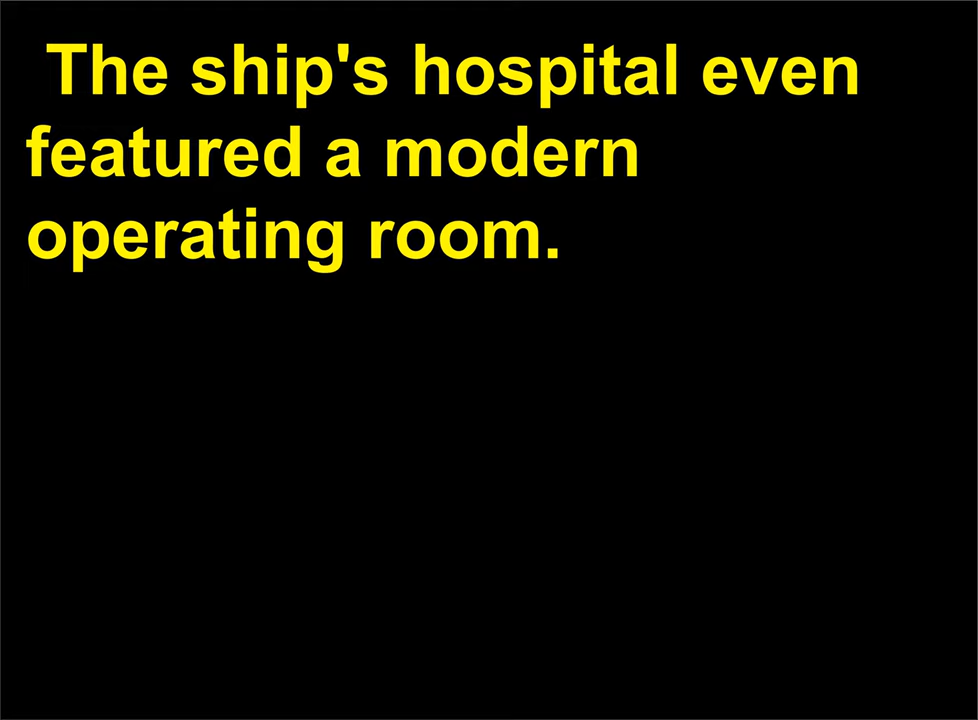 The ship's hospital even
featured a modern
operating room.